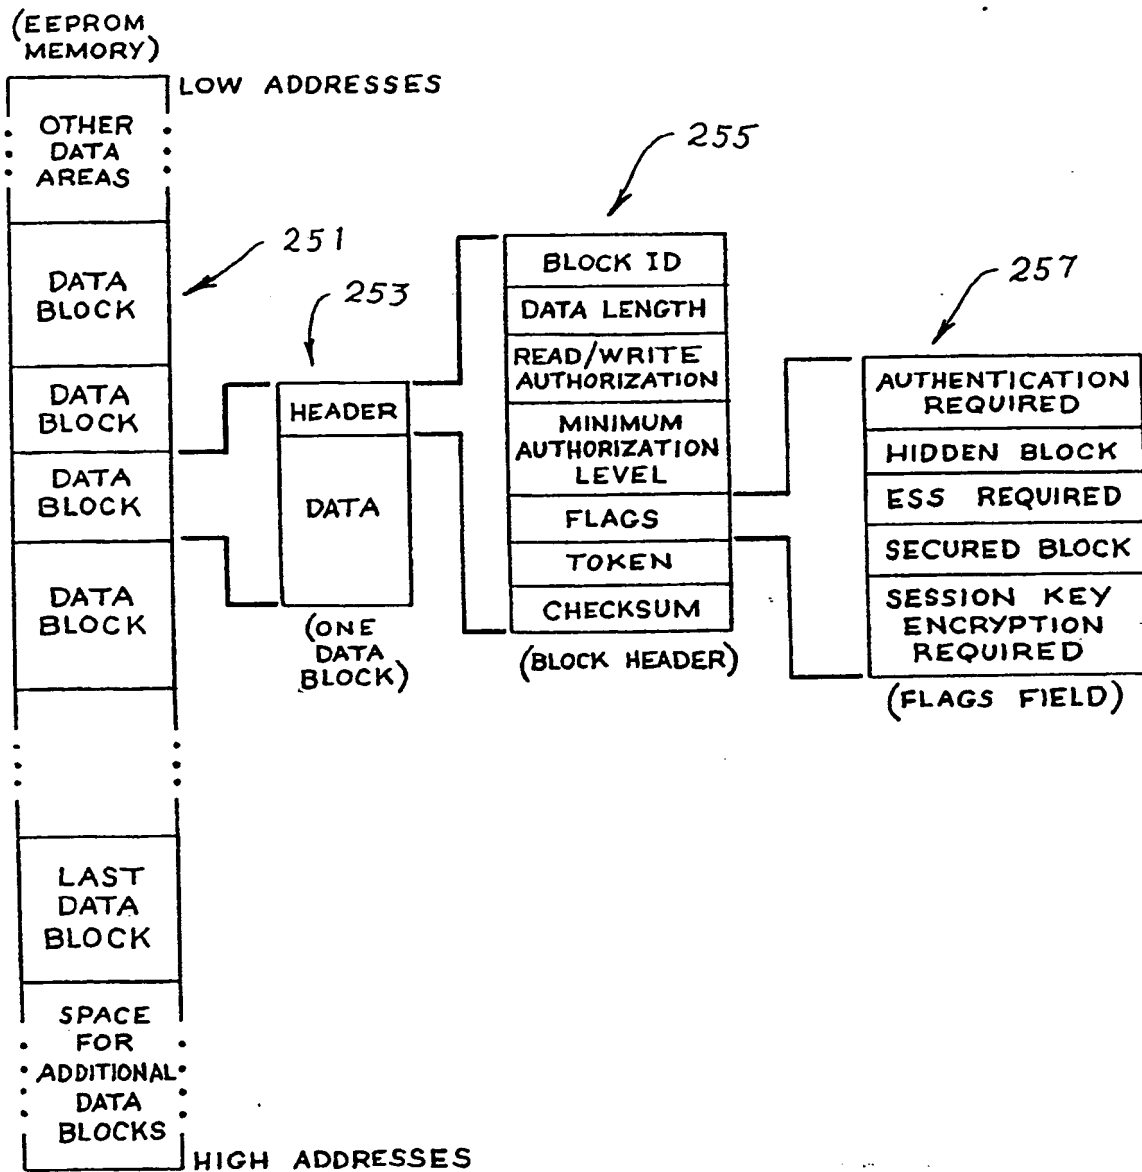 (EEPROM
MEMORY)
LOW ADDRESSES
OTHER
DATA
AREAS
DATA
BLOCK
251
DATA
BLOCK
DATA
BLOCK
DATA
BLOCK
LAST
DATA
BLOCK
SPACE
FOR
ADDITIONAL
DATA
BLOCKS
HIGH ADDRESSES
253
HEADER
DATA
(ONE
DATA
BLOCK)
255
BLOCK ID
DATA LENGTH
READ/WRITE
AUTHORIZATION
MINIMUM
AUTHORIZATION
LEVEL
FLAGS
TOKEN
CHECKSUM
(BLOCK HEADER)
257
AUTHENTICATION
REQUIRED
HIDDEN BLOCK
ESS REQUIRED
SECURED BLOCK
SESSION KEY
ENCRYPTION
REQUIRED
(FLAGS FIELD)